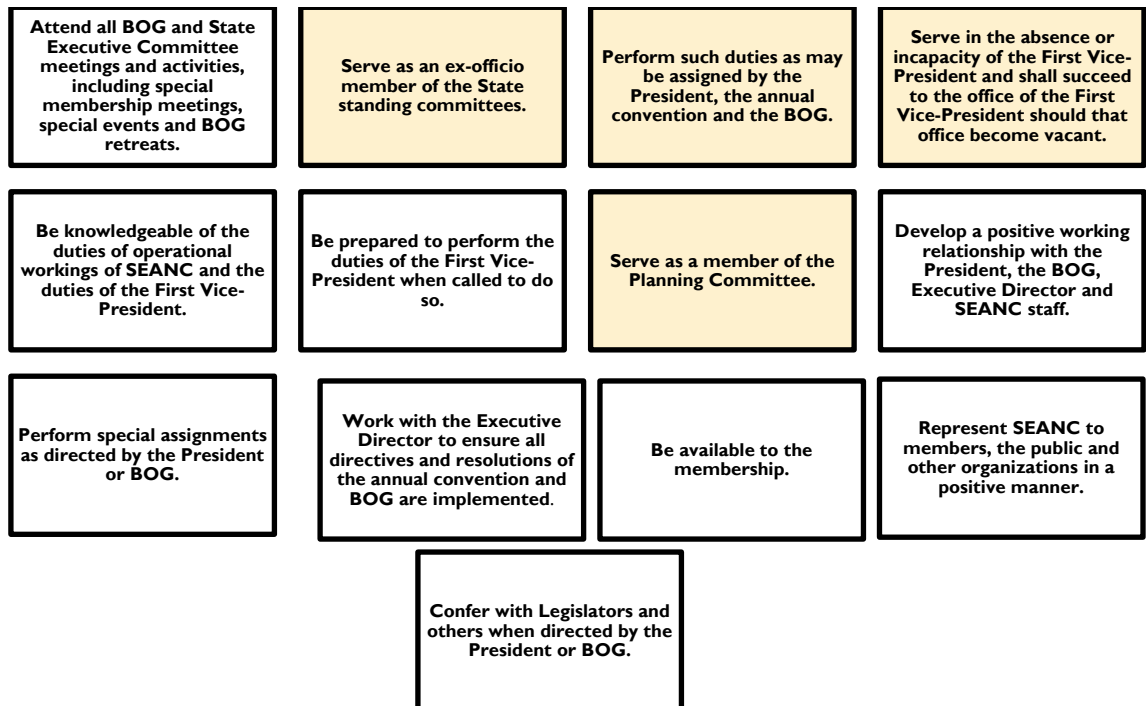 Attend all BOG and State
Executive Committee
meetings and activities,
including special
membership meetings,
special events and BOG
retreats.
Serve as an ex-officio
member of the State
standing committees.
Perform such duties as may
be assigned by the
President, the annual
convention and the BOG.
Serve in the absence or
incapacity of the First Vice-
President and shall succeed
to the office of the First
Vice-President should that
office become vacant.
Be knowledgeable of the
duties of operational
workings of SEANC and the
duties of the First Vice-
President.
Be prepared to perform the
duties of the First Vice-
President when called to do
so.
Serve as a member of the
Planning Committee.
Develop a positive working
relationship with the
President, the BOG,
Executive Director and
SEANC staff.
Perform special assignments
as directed by the President
or BOG.
Work with the Executive
Director to ensure all
directives and resolutions of
the annual convention and
BOG are implemented.
Be available to the
membership.
Represent SEANC to
members, the public and
other organizations in a
positive manner.
Confer with Legislators and
others when directed by the
President or BOG.